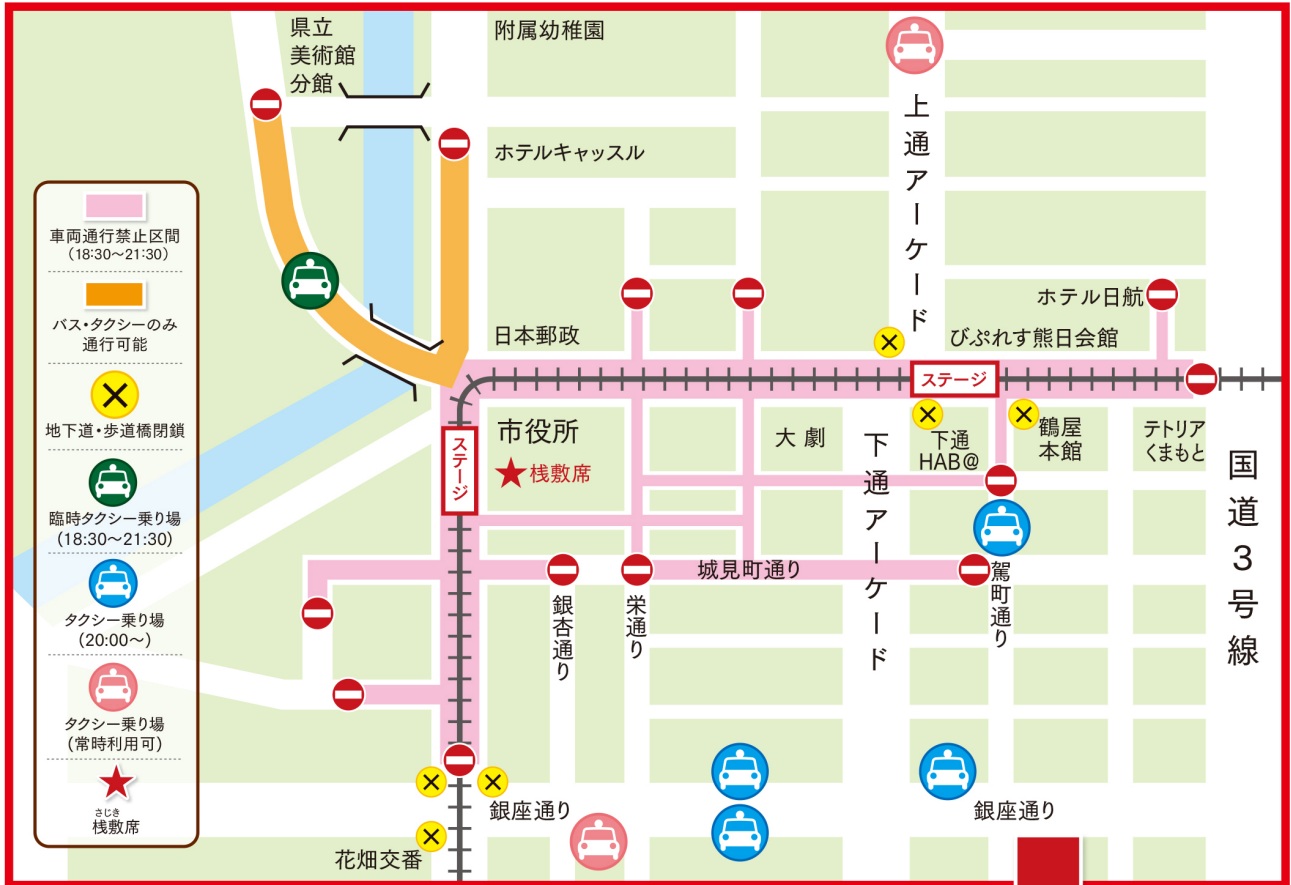 県立
美術館
分館
附属幼稚園
上通アーケード
ホテルキャッスル
車両通行禁止区間
(18:30〜21:30)
バス・タクシーのみ
通行可能
地下道・歩道橋閉鎖
臨時タクシー乗り場
(18:30〜21:30)
タクシー乗り場
(20:00〜)
タクシー乗り場
(常時利用可)
さじき
桟敷席
日本郵政
ホテル日航
びぷれす熊日会館
ステージ
ステージ
市役所
桟敷席
大劇
下通アーケード
下通
HAB@
鶴屋
本館
テトリア
くまもと
国道3号線
城見町通り
銀杏通り
栄通り
駕町通り
銀座通り
銀座通り
花畑交番